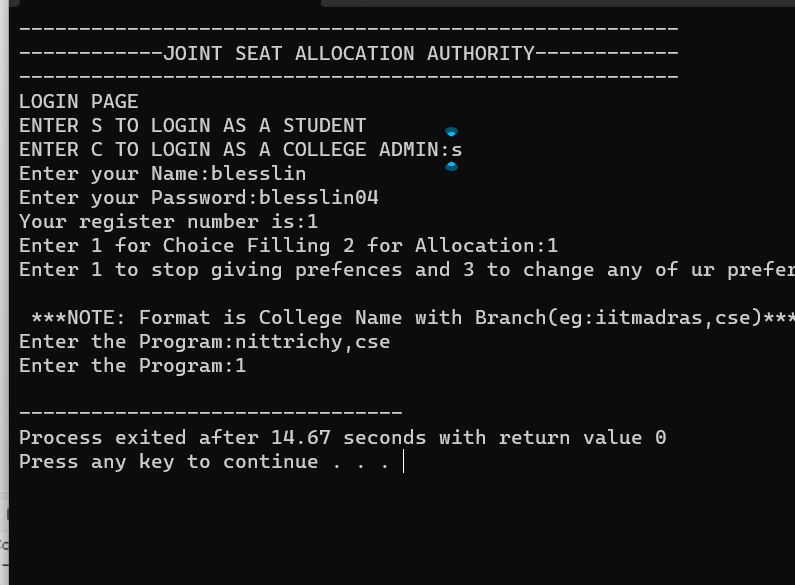 -------------------------------------------------------
------------JOINT SEAT ALLOCATION AUTHORITY------------
-------------------------------------------------------
LOGIN PAGE
ENTER S TO LOGIN AS A STUDENT
ENTER C TO LOGIN AS A COLLEGE ADMIN:s
Enter your Name:blesslin
Enter your Password:blesslin04
Your register number is:1
Enter 1 for Choice Filling 2 for Allocation:1
Enter 1 to stop giving prefences and 3 to change any of ur prefer
***NOTE: Format is College Name with Branch(eg:iitmadras,cse)***
Enter the Program:nittrichy,cse
Enter the Program:1
--------------------------------
Process exited after 14.67 seconds with return value 0
Press any key to continue . . .